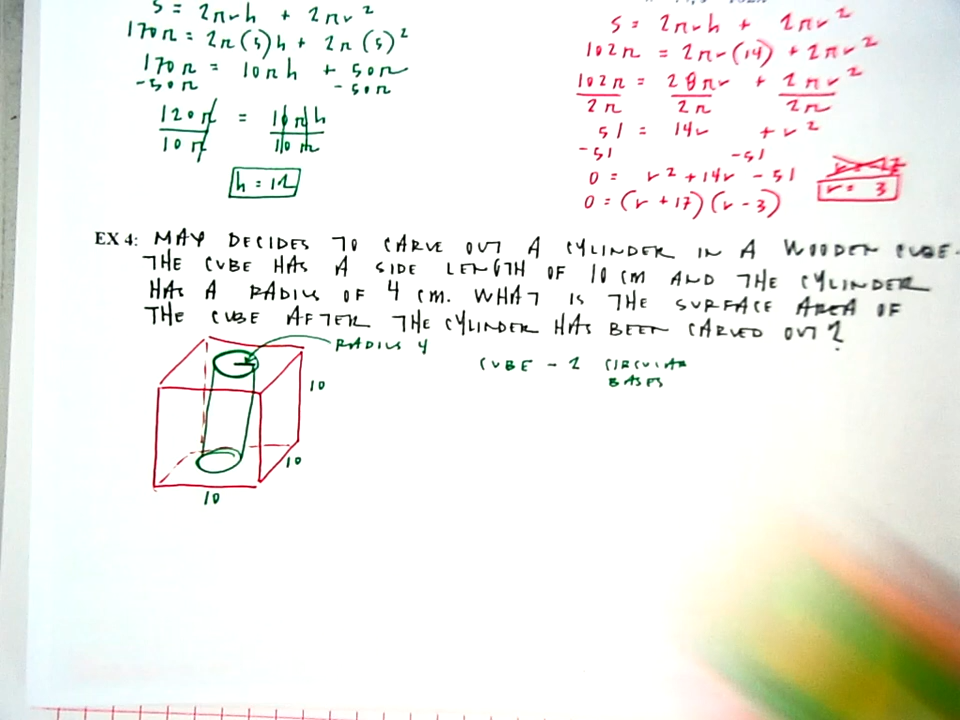 S = 2πrh + 2πr²
170π = 2π(5)h + 2π(5)²
170π = 10πh + 50π
-50π -50π
120π = 10πh
10π 10π
h = 12
S = 2πrh + 2πr²
102π = 2πr(14) + 2πr²
102π = 28πr + 2πr²
2π 2π 2π
51 = 14r + r²
-51 -51
0 = r² + 14r - 51
0 = (r + 17)(r - 3)
r = 3
EX 4: MAY DECIDES TO CARVE OUT A CYLINDER IN A WOODEN CUBE.
THE CUBE HAS A SIDE LENGTH OF 10 CM AND THE CYLINDER
HAS A RADIUS OF 4 CM. WHAT IS THE SURFACE AREA OF
THE CUBE AFTER THE CYLINDER HAS BEEN CARVED OUT?
RADIUS 4
10
10
10
CUBE - 2 CIRCULAR
BASES